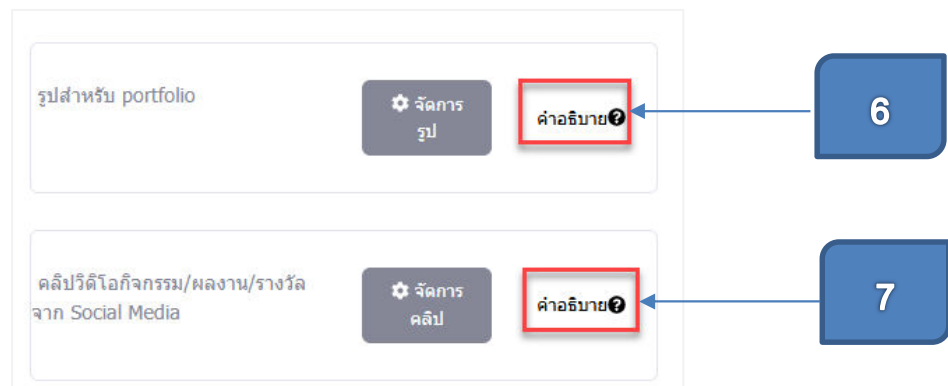 รูปสำหรับ portfolio
จัดการ
รูป
คำอธิบาย
6
คลิปวิดีโอกิจกรรม/ผลงาน/รางวัล
จาก Social Media
จัดการ
คลิป
คำอธิบาย
7